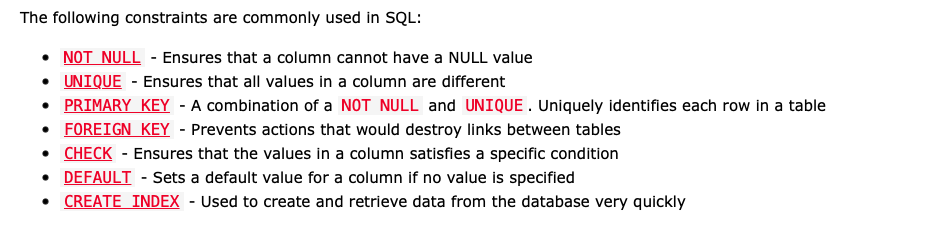 The following constraints are commonly used in SQL:
• NOT NULL - Ensures that a column cannot have a NULL value
• UNIQUE - Ensures that all values in a column are different
• PRIMARY KEY - A combination of a NOT NULL and UNIQUE. Uniquely identifies each row in a table
• FOREIGN KEY - Prevents actions that would destroy links between tables
• CHECK - Ensures that the values in a column satisfies a specific condition
• DEFAULT - Sets a default value for a column if no value is specified
• CREATE INDEX - Used to create and retrieve data from the database very quickly